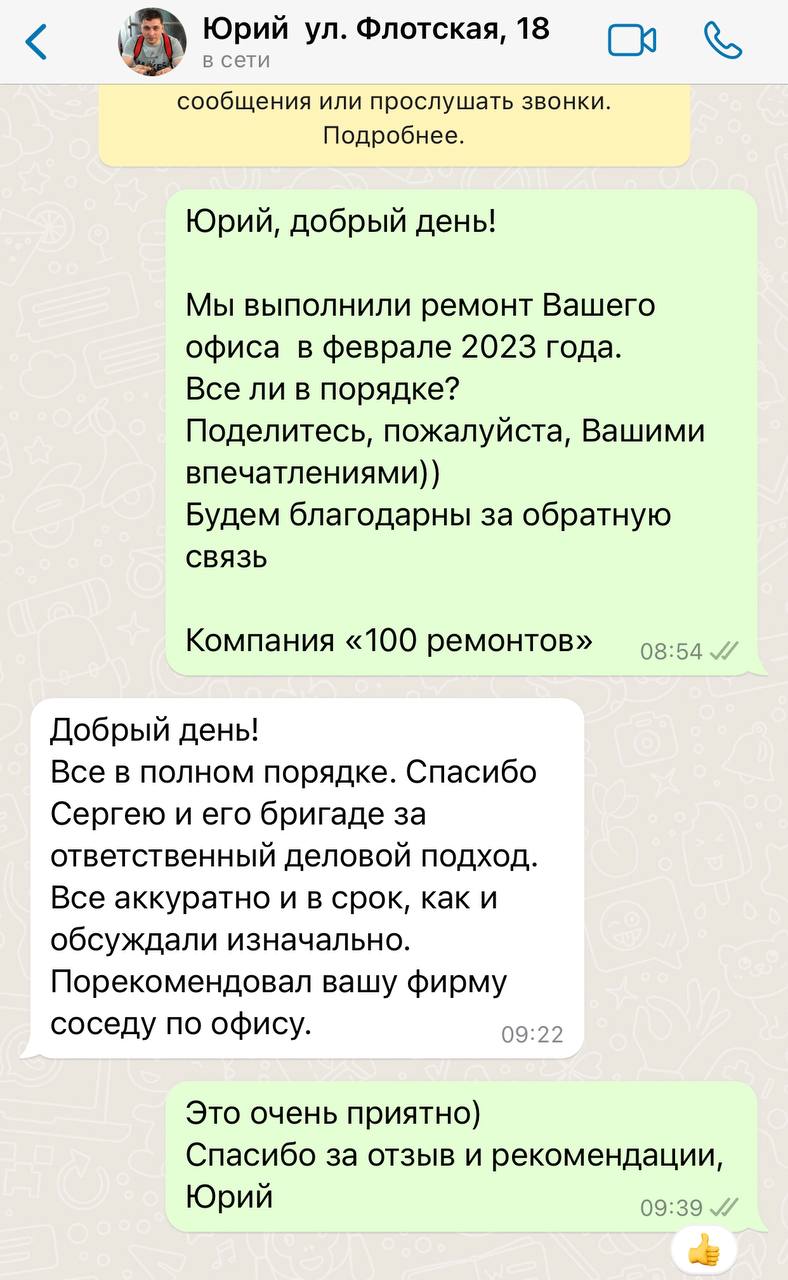 Юрий  ул. Флотская, 18
в сети
сообщения или прослушать звонки.
Подробнее.
Юрий, добрый день!
Мы выполнили ремонт Вашего
офиса  в феврале 2023 года.
Все ли в порядке?
Поделитесь, пожалуйста, Вашими
впечатлениями))
Будем благодарны за обратную
связь
Компания «100 ремонтов»
08:54
Добрый день!
Все в полном порядке. Спасибо
Сергею и его бригаде за
ответственный деловой подход.
Все аккуратно и в срок, как и
обсуждали изначально.
Порекомендовал вашу фирму
соседу по офису.
09:22
Это очень приятно)
Спасибо за отзыв и рекомендации,
Юрий
09:39